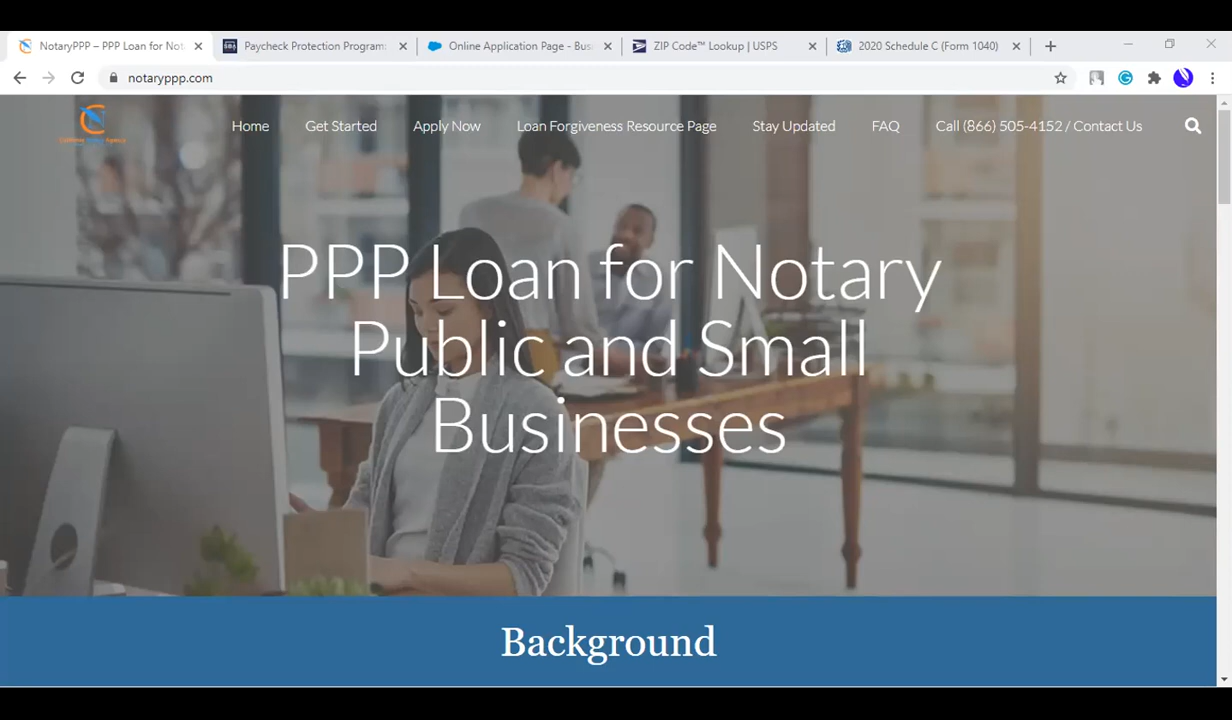 NotaryPPP – PPP Loan for Not
Paycheck Protection Program:
Online Application Page - Busi
ZIP Code™ Lookup | USPS
2020 Schedule C (Form 1040)
notaryppp.com
Home
Get Started
Apply Now
Loan Forgiveness Resource Page
Stay Updated
FAQ
Call (866) 505-4152 / Contact Us
PPP Loan for Notary
Public and Small
Businesses
Background